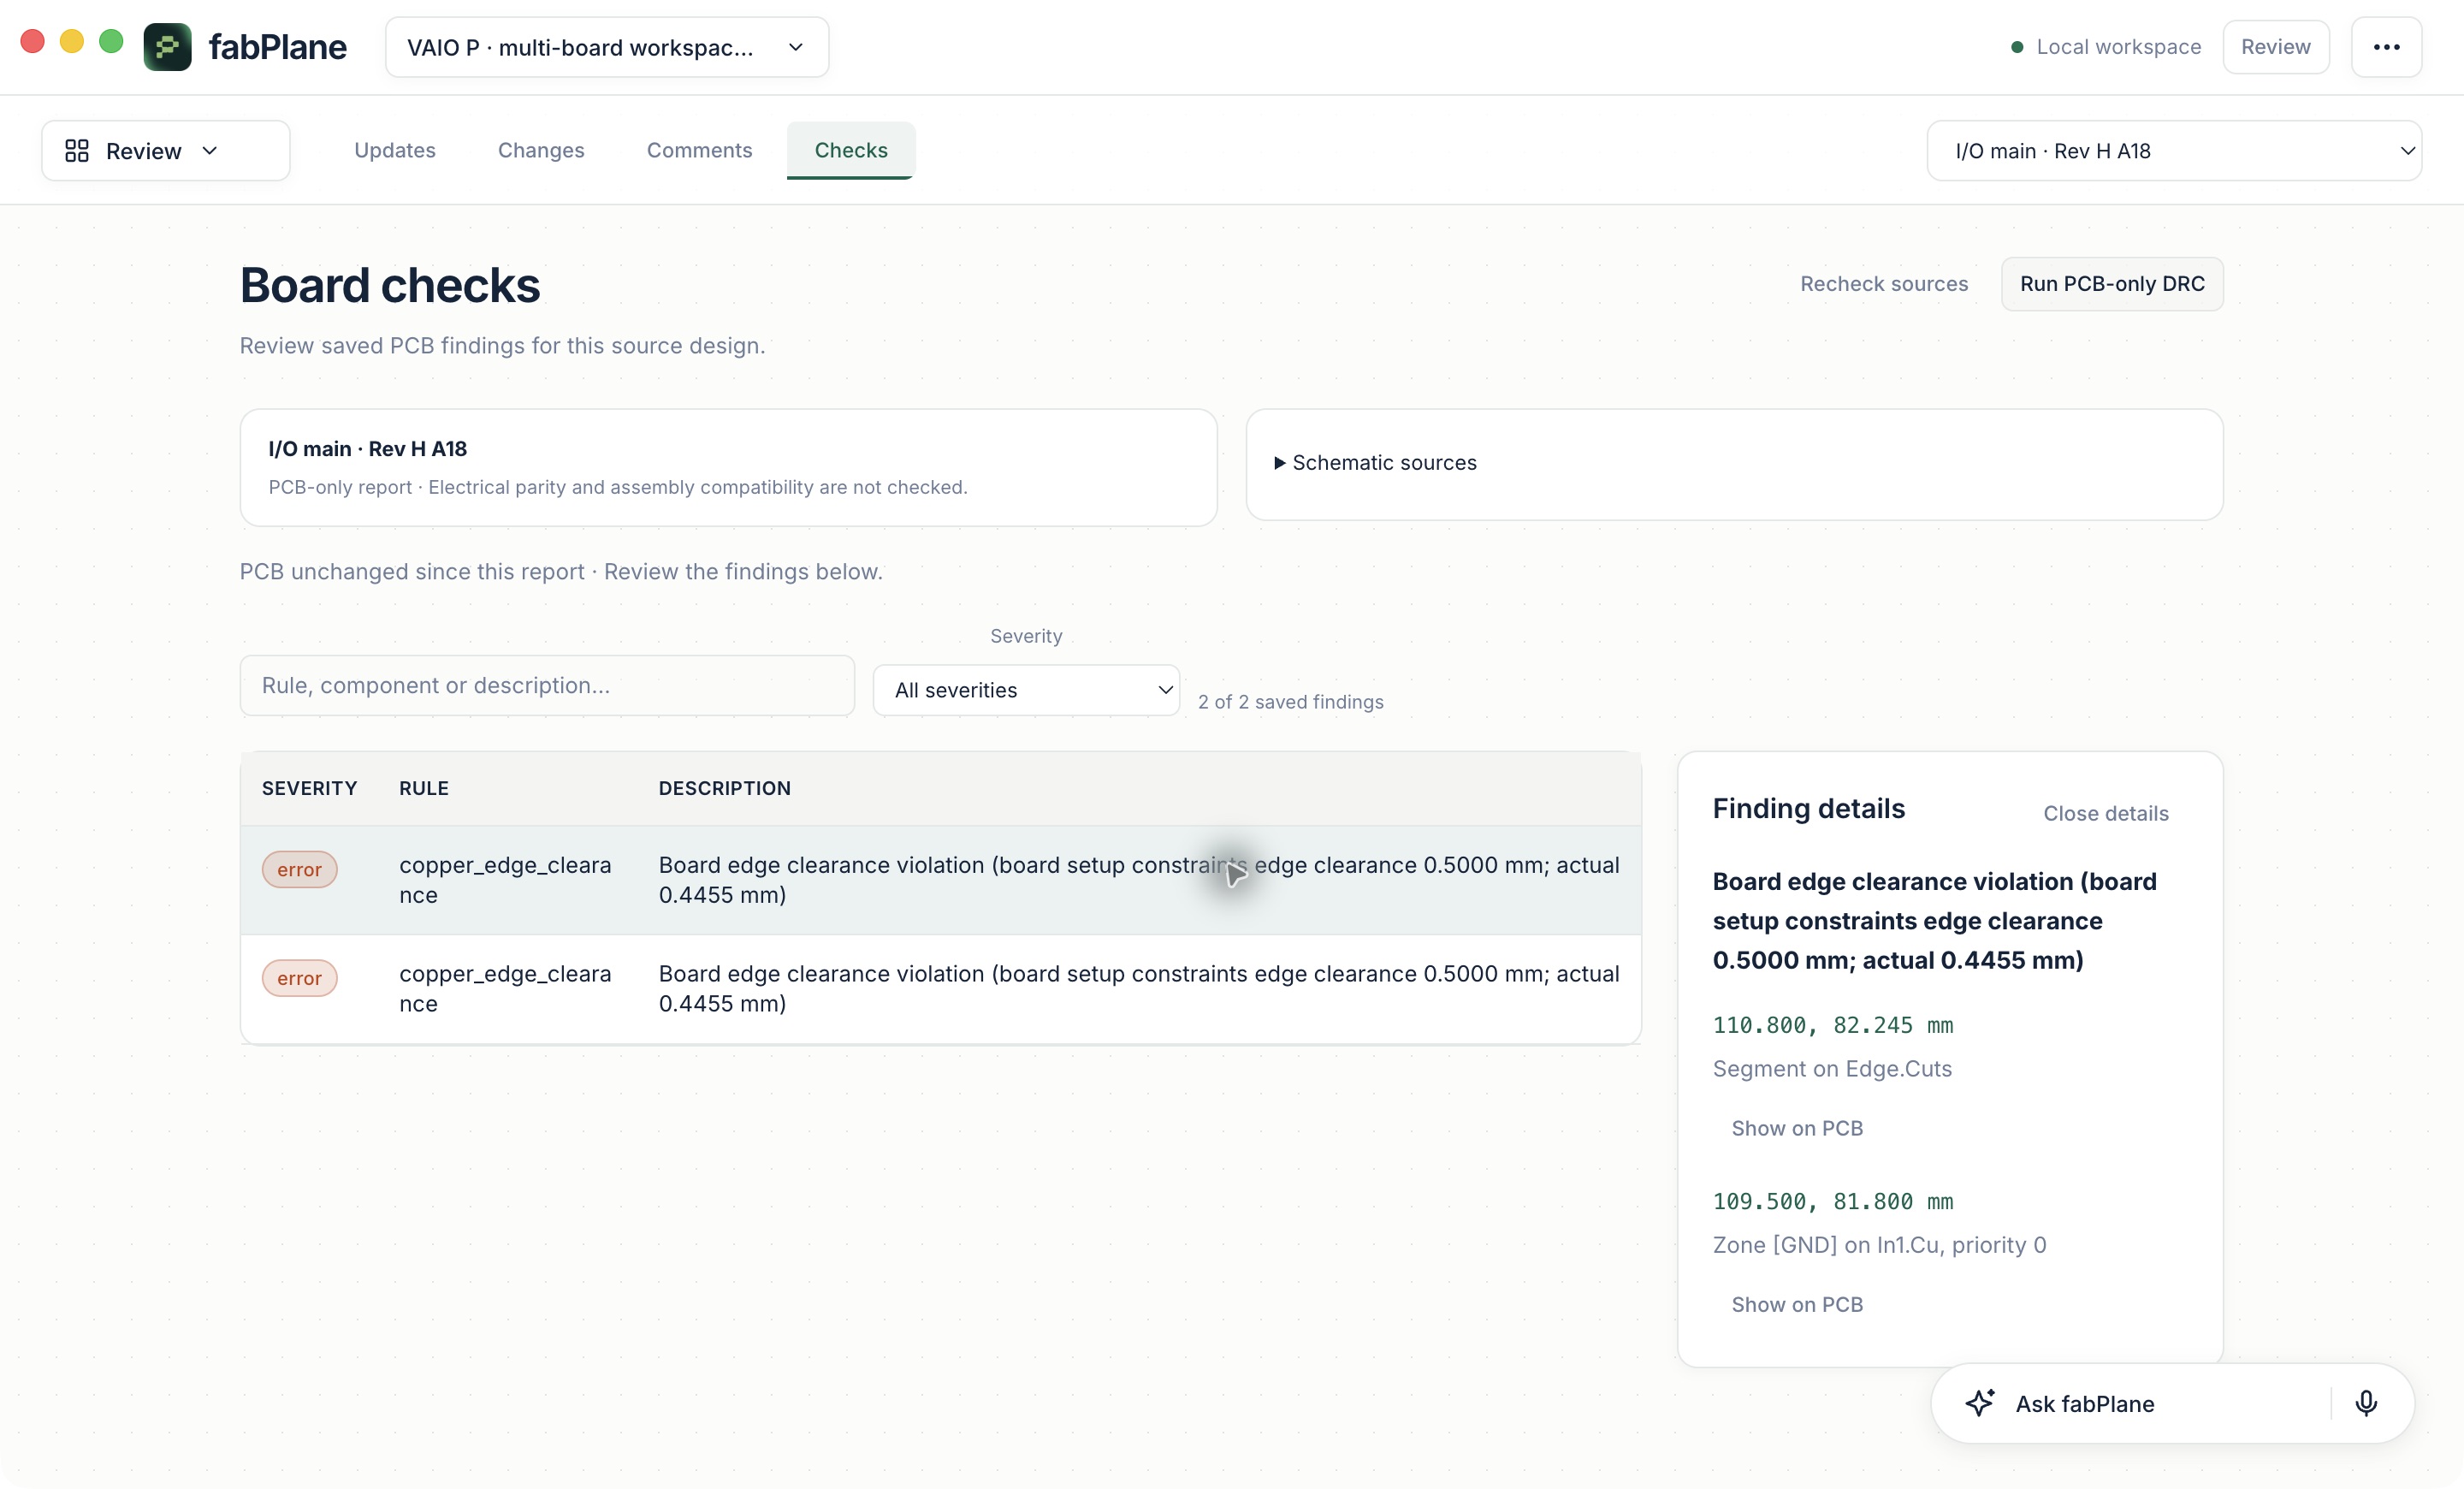 fabPlane
VAIO P · multi-board workspac...
Local workspace
Review
Review
Updates
Changes
Comments
Checks
I/O main · Rev H A18
Board checks
Recheck sources
Run PCB-only DRC
Review saved PCB findings for this source design.
I/O main · Rev H A18
PCB-only report · Electrical parity and assembly compatibility are not checked.
Schematic sources
PCB unchanged since this report · Review the findings below.
Severity
Rule, component or description...
All severities
2 of 2 saved findings
SEVERITY RULE DESCRIPTION
error
copper_edge_cleara
nce
Board edge clearance violation (board setup constraints edge clearance 0.5000 mm; actual
0.4455 mm)
error
copper_edge_cleara
nce
Board edge clearance violation (board setup constraints edge clearance 0.5000 mm; actual
0.4455 mm)
Finding details
Close details
Board edge clearance violation (board
setup constraints edge clearance
0.5000 mm; actual 0.4455 mm)
110.800, 82.245 mm
Segment on Edge.Cuts
Show on PCB
109.500, 81.800 mm
Zone [GND] on In1.Cu, priority 0
Show on PCB
Ask fabPlane